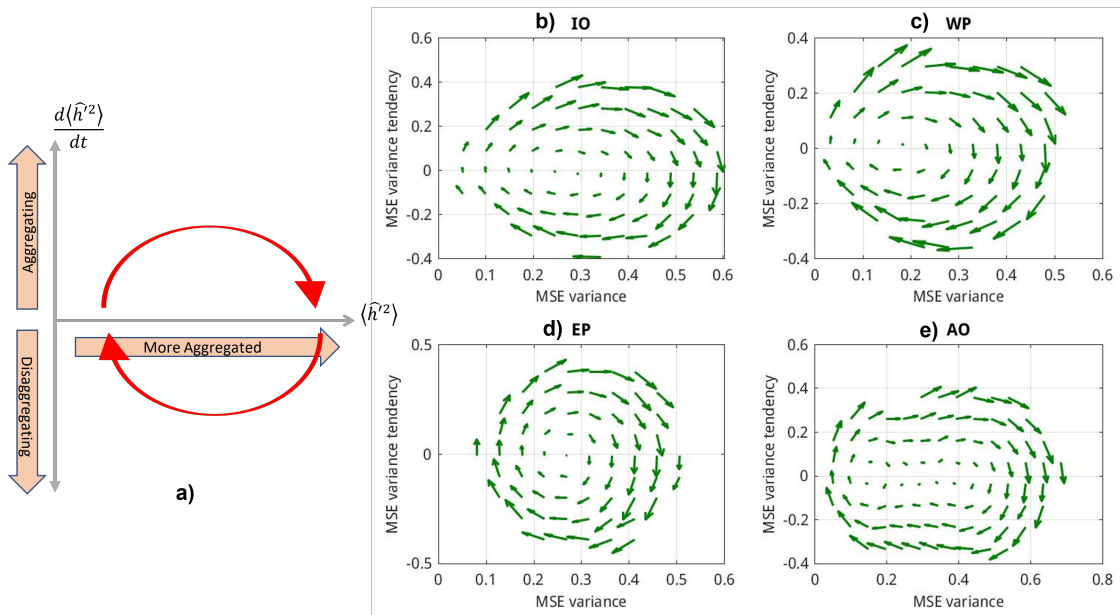 d⟨ĥ′²⟩
dt
Aggregating
Disaggregating
More Aggregated
⟨ĥ′²⟩
a)
b) IO
MSE variance tendency
0.6
0.4
0.2
0
-0.2
-0.4
0 0.1 0.2 0.3 0.4 0.5 0.6
MSE variance
c) WP
MSE variance tendency
0.4
0.2
0
-0.2
-0.4
0 0.1 0.2 0.3 0.4 0.5 0.6
MSE variance
d) EP
MSE variance tendency
0.5
0
-0.5
0 0.1 0.2 0.3 0.4 0.5 0.6
MSE variance
e) AO
MSE variance tendency
0.6
0.4
0.2
0
-0.2
-0.4
0 0.2 0.4 0.6 0.8
MSE variance